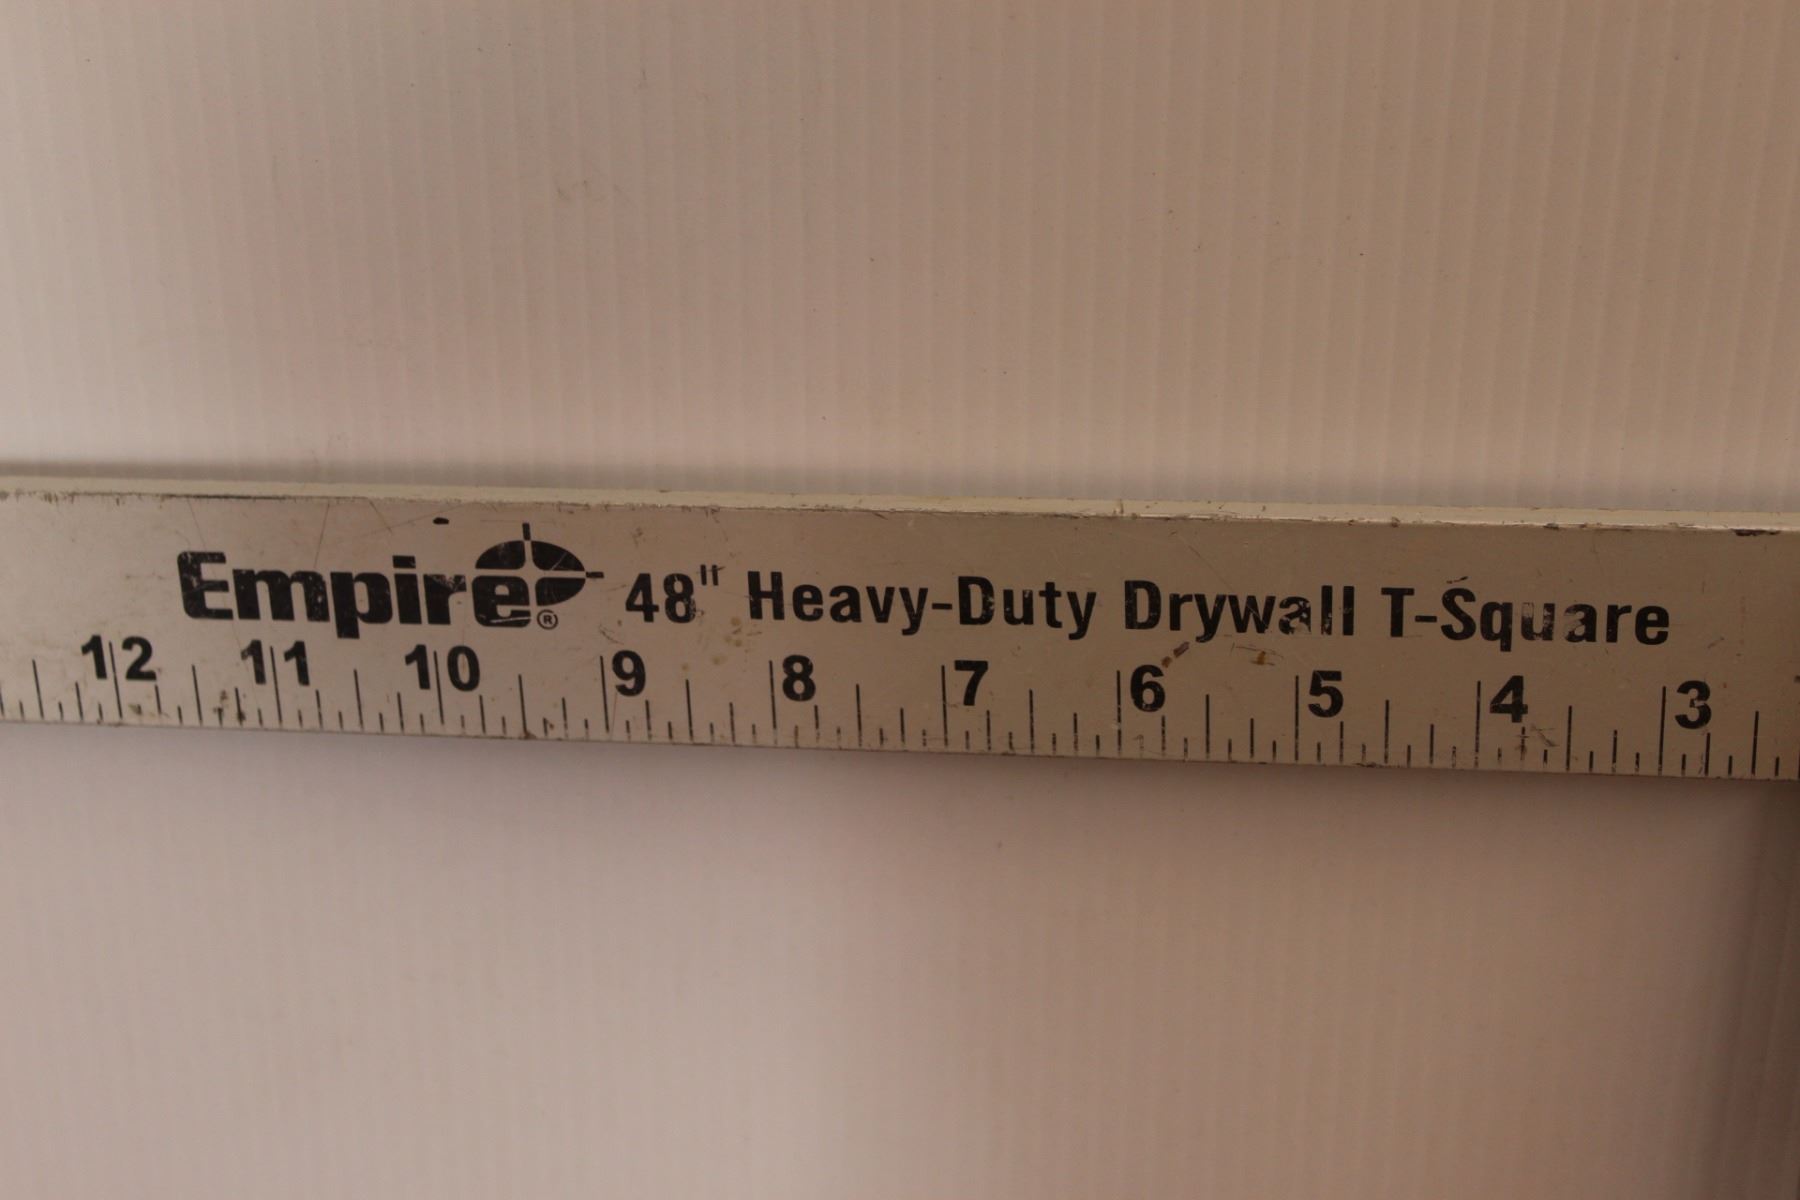 Empire® 48" Heavy-Duty Drywall T-Square
12 11 10 9 8 7 6 5 4 3